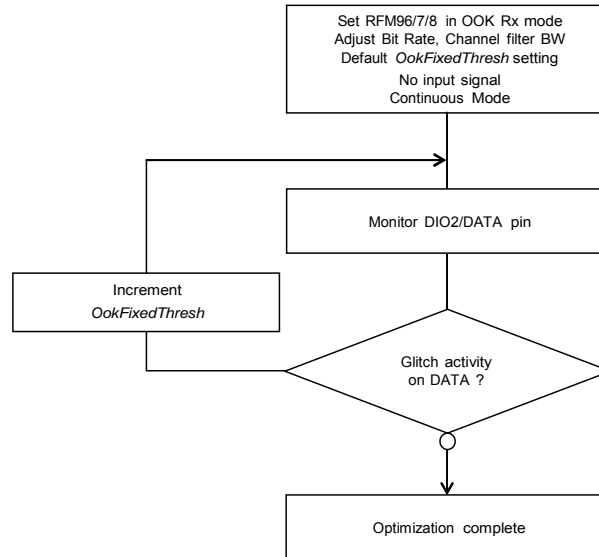 Set RFM96/7/8 in OOK Rx mode
Adjust Bit Rate, Channel filter BW
Default OokFixedThresh setting
No input signal
Continuous Mode
Monitor DIO2/DATA pin
Increment
OokFixedThresh
Glitch activity
on DATA ?
Optimization complete